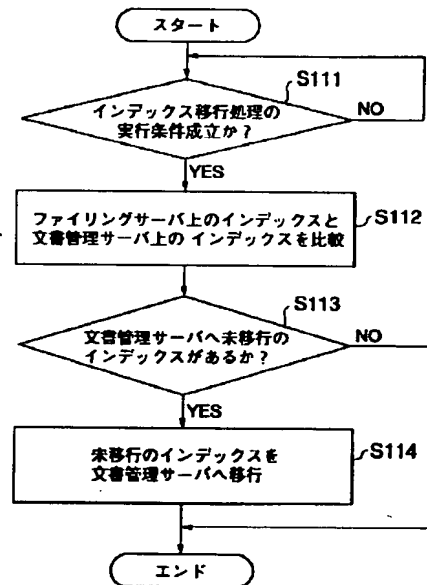 スタート
S111
インデックス移行処理の
実行条件成立か?
NO
YES
ファイリングサーバ上のインデックスと
文書管理サーバ上の インデックスを比較
S112
S113
文書管理サーバへ未移行の
インデックスがあるか?
NO
YES
未移行のインデックスを
文書管理サーバへ移行
S114
エンド